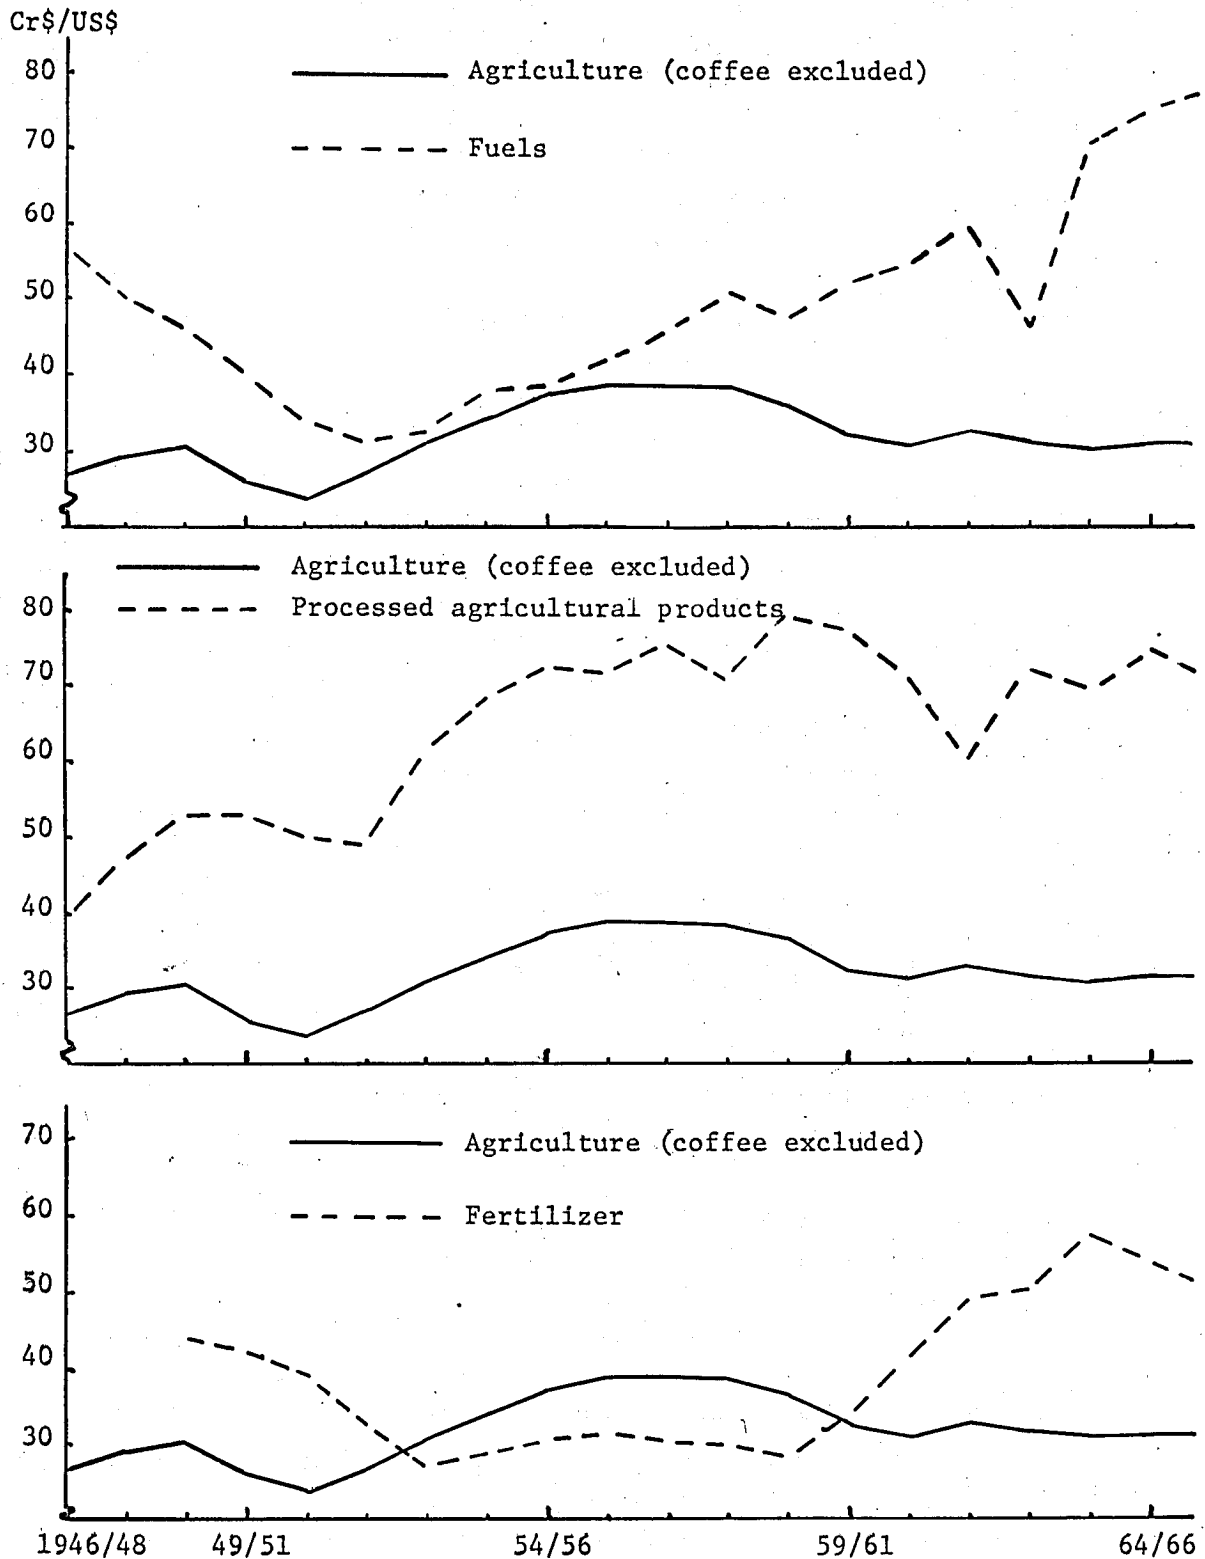 Cr$/US$
80
Agriculture (coffee excluded)
70
Fuels
60
50
40
30
Agriculture (coffee excluded)
80
Processed agricultural products
70
60
50
40
30
70
Agriculture (coffee excluded)
60
Fertilizer
50
40
30
1946/48 49/51 54/56 59/61 64/66